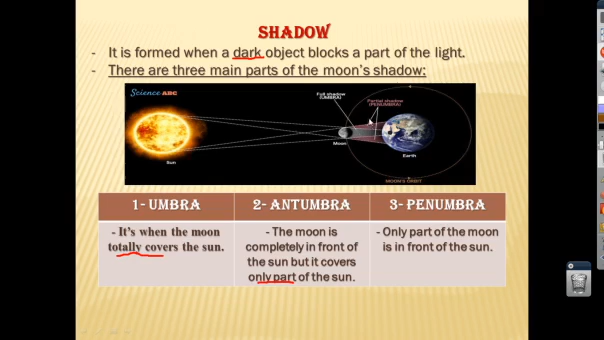 SHADOW
- It is formed when a dark object blocks a part of the light.
- There are three main parts of the moon's shadow:
Science ABC
Full shadow
(UMBRA)
Partial shadow
(PENUMBRA)
Sun
Moon
Earth
MOON'S ORBIT
1- UMBRA
2- ANTUMBRA
3- PENUMBRA
- It's when the moon
totally covers the sun.
- The moon is
completely in front of
the sun but it covers
only part of the sun.
- Only part of the moon
is in front of the sun.